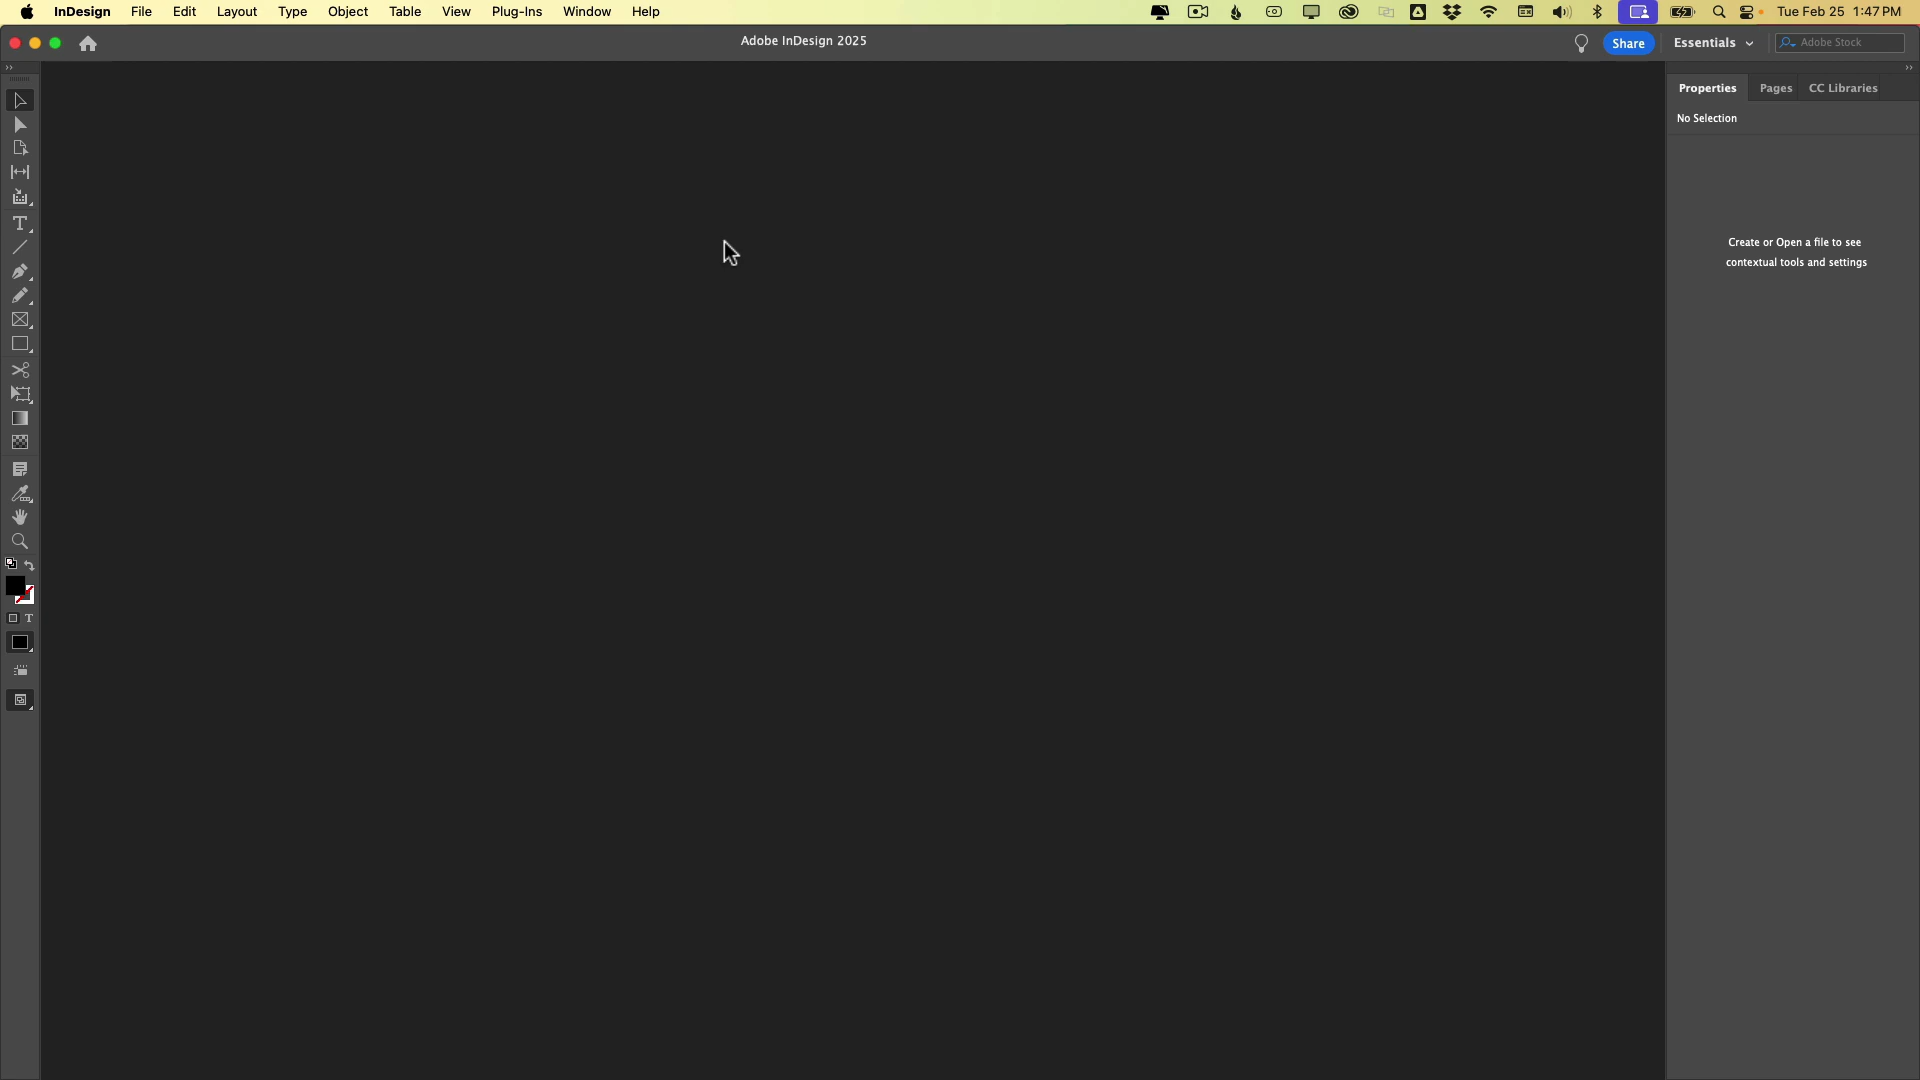 InDesign File Edit Layout Type Object Table View Plug-Ins Window Help Tue Feb 25 1:47 PM
Adobe InDesign 2025 Share Essentials Adobe Stock
Properties Pages CC Libraries
No Selection
Create or Open a file to see
contextual tools and settings